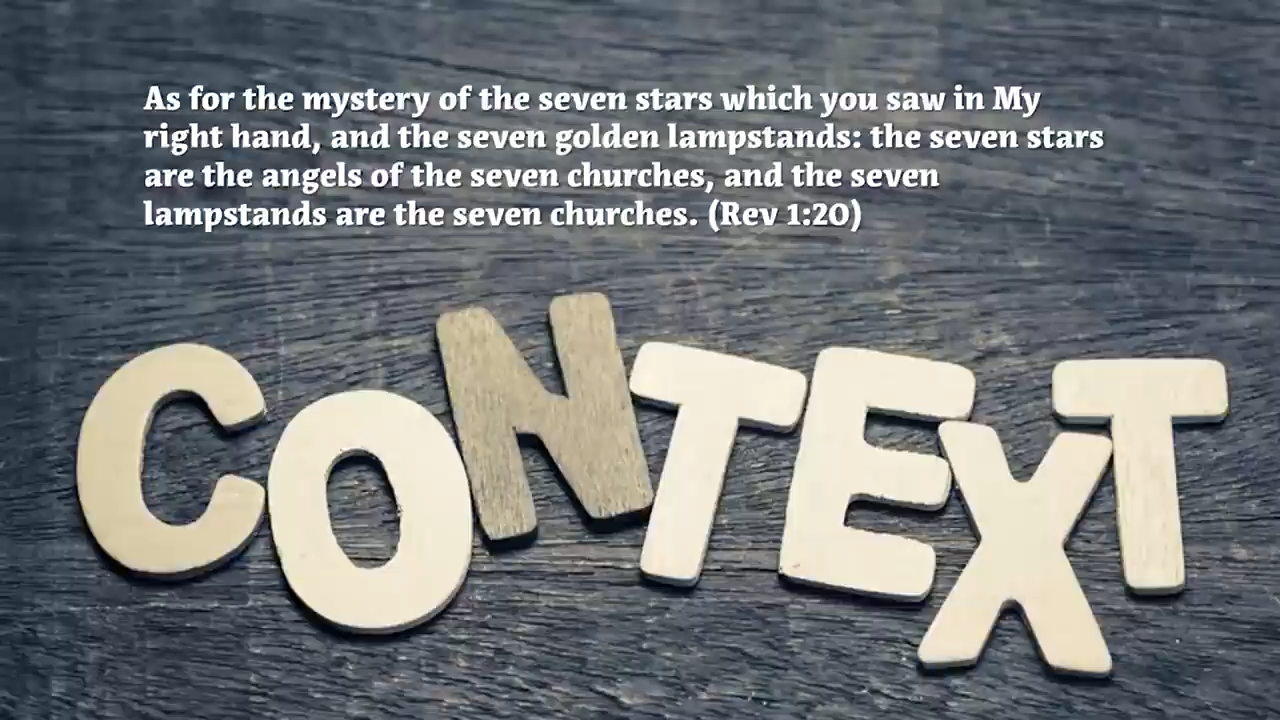 As for the mystery of the seven stars which you saw in My
right hand, and the seven golden lampstands: the seven stars
are the angels of the seven churches, and the seven
lampstands are the seven churches. (Rev 1:20)
CONTEXT